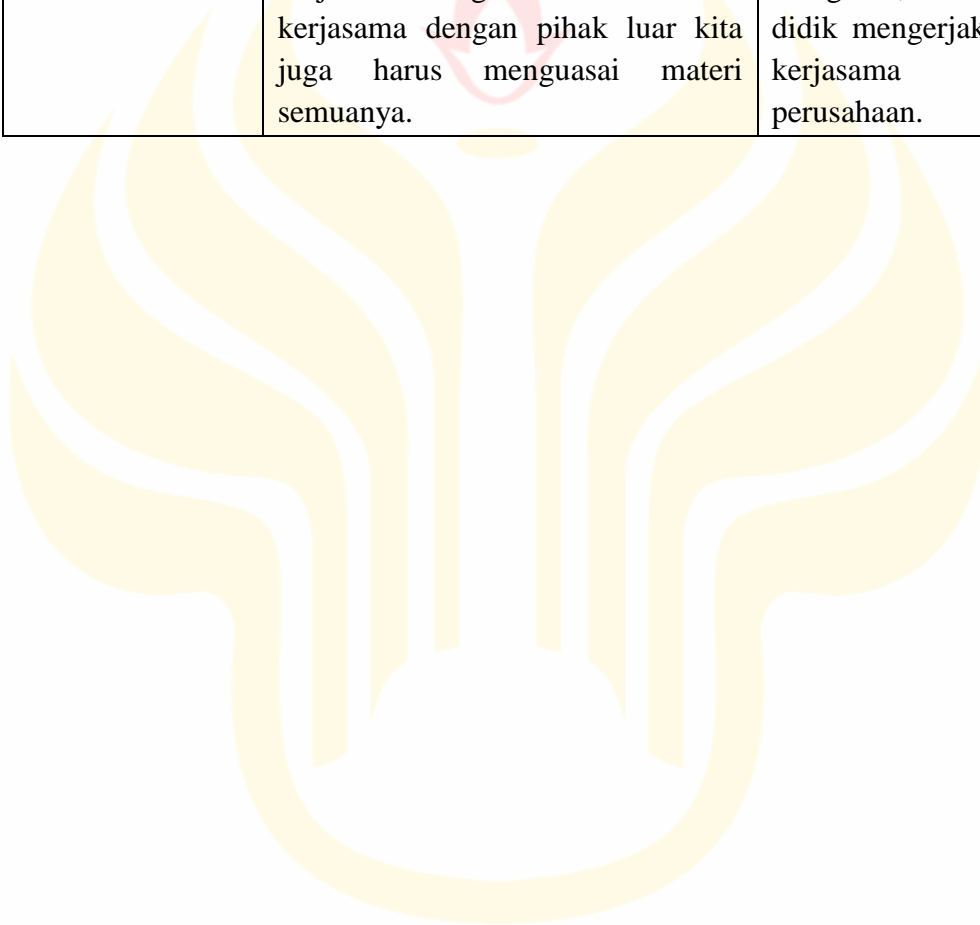 kerjasama dengan pihak luar kita
juga harus menguasai materi
semuanya.
didik mengerjak
kerjasama
perusahaan.